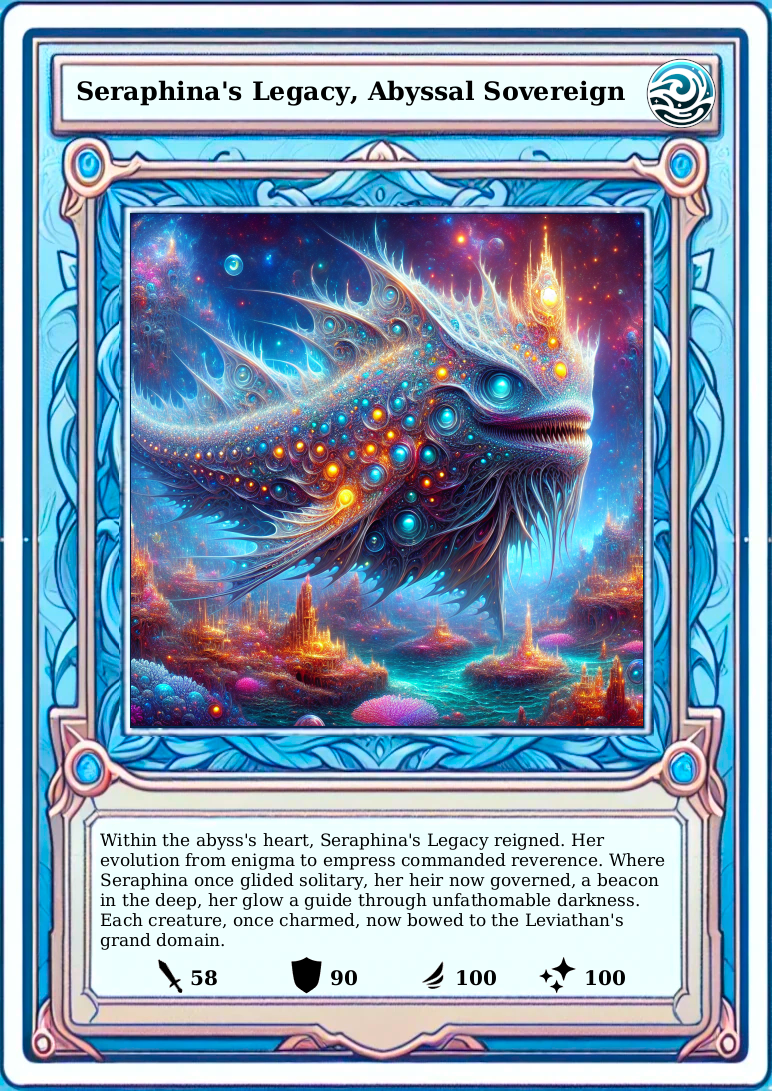 Seraphina's Legacy, Abyssal Sovereign
Within the abyss's heart, Seraphina's Legacy reigned. Her
evolution from enigma to empress commanded reverence. Where
Seraphina once glided solitary, her heir now governed, a beacon
in the deep, her glow a guide through unfathomable darkness.
Each creature, once charmed, now bowed to the Leviathan's
grand domain.
58 90 100 100